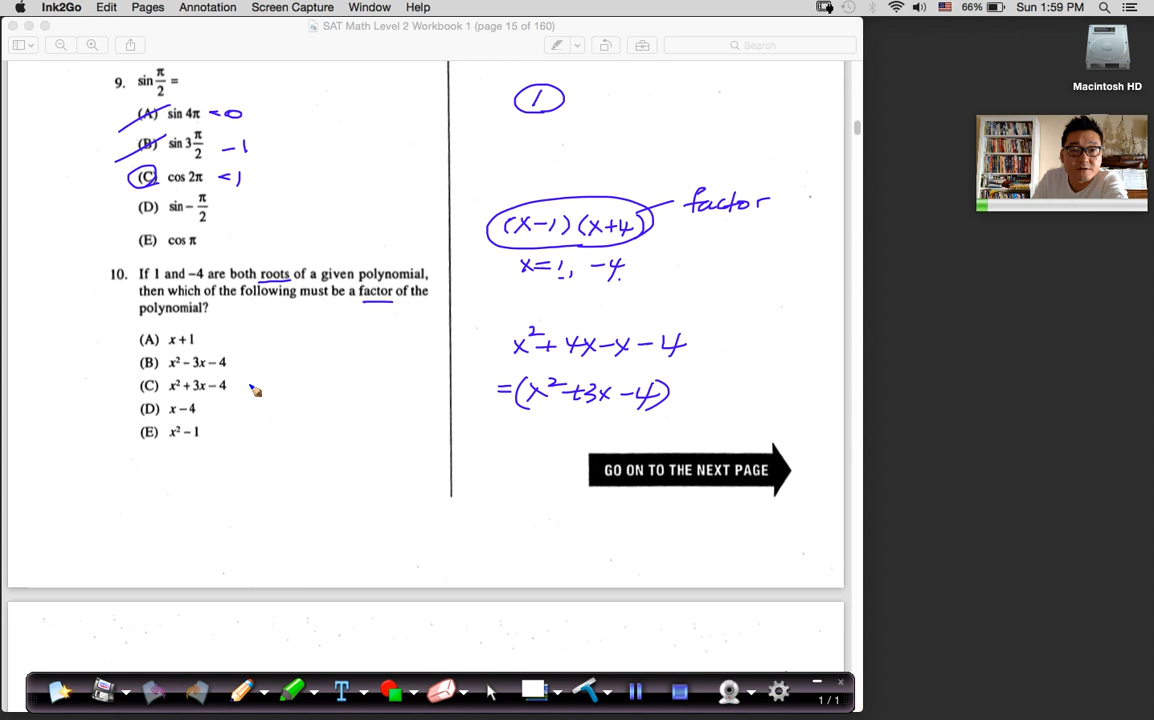 Ink2Go Edit Pages Annotation Screen Capture Window Help 66% Sun 1:59 PM
SAT Math Level 2 Workbook 1 (page 15 of 160)
Search
Macintosh HD
9. sin π/2 =
(A) sin 4π = 0
(B) sin 3 π/2 -1
(C) cos 2π = 1
(D) sin – π/2
(E) cos π
10. If 1 and –4 are both roots of a given polynomial,
then which of the following must be a factor of the
polynomial?
(A) x + 1
(B) x² – 3x – 4
(C) x² + 3x – 4
(D) x – 4
(E) x² – 1
1
(x-1)(x+4) factor
x=1, -4
x²+4x-x-4
=(x²+3x-4)
GO ON TO THE NEXT PAGE
T
1 / 1